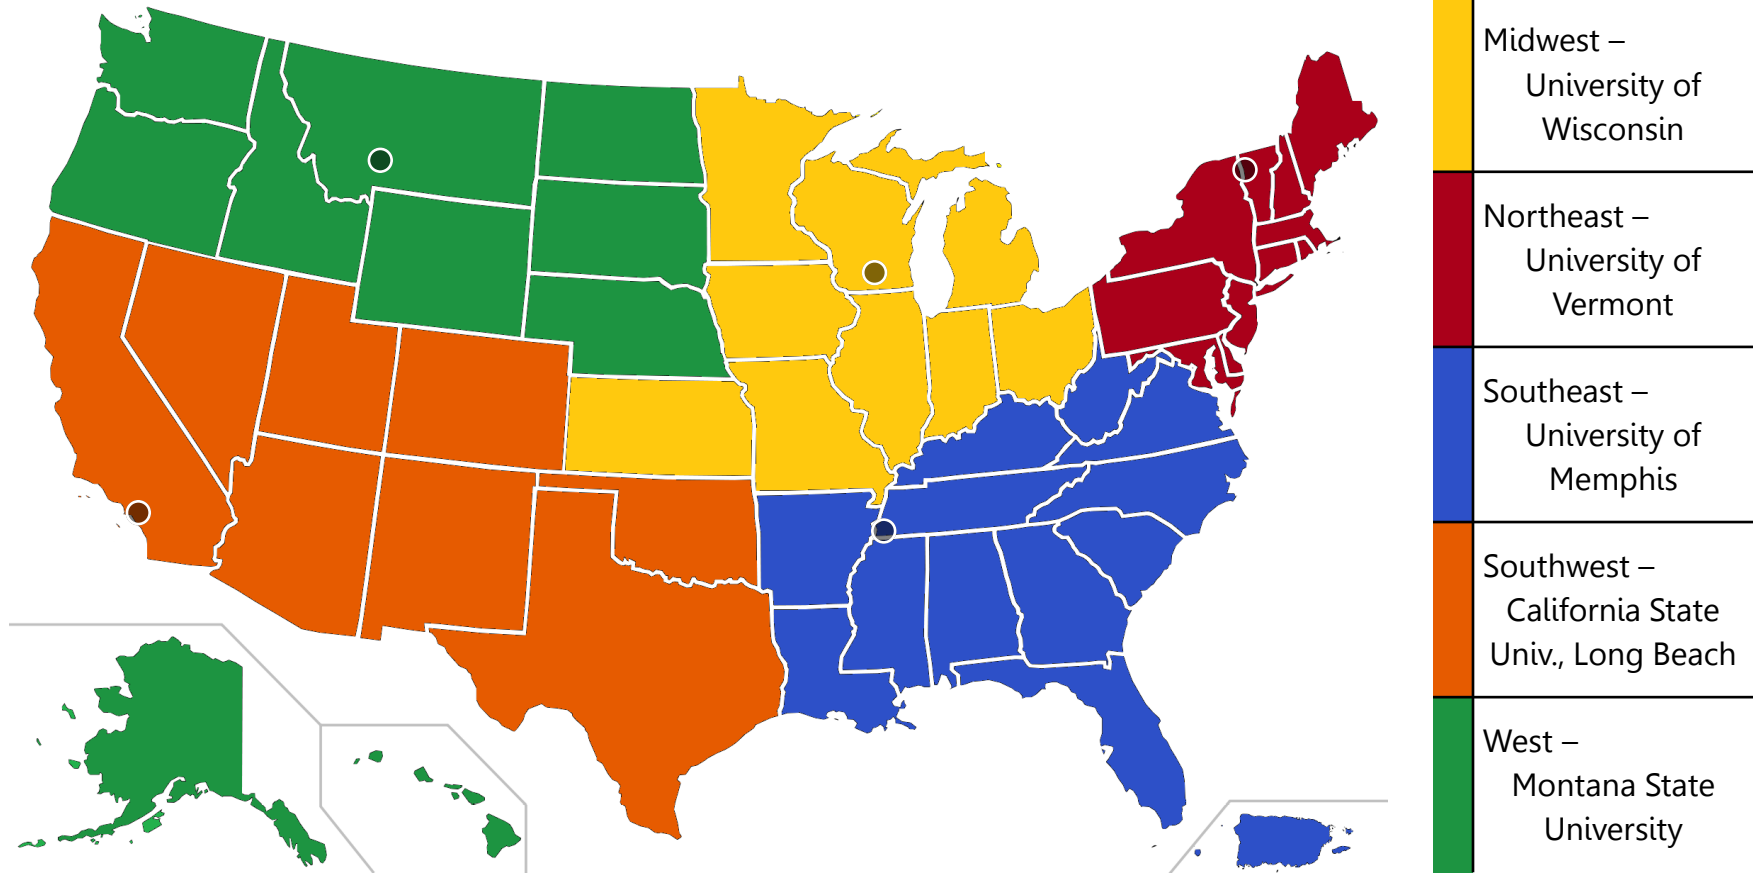 Midwest –
University of
Wisconsin
Northeast –
University of
Vermont
Southeast –
University of
Memphis
Southwest –
California State
Univ., Long Beach
West –
Montana State
University